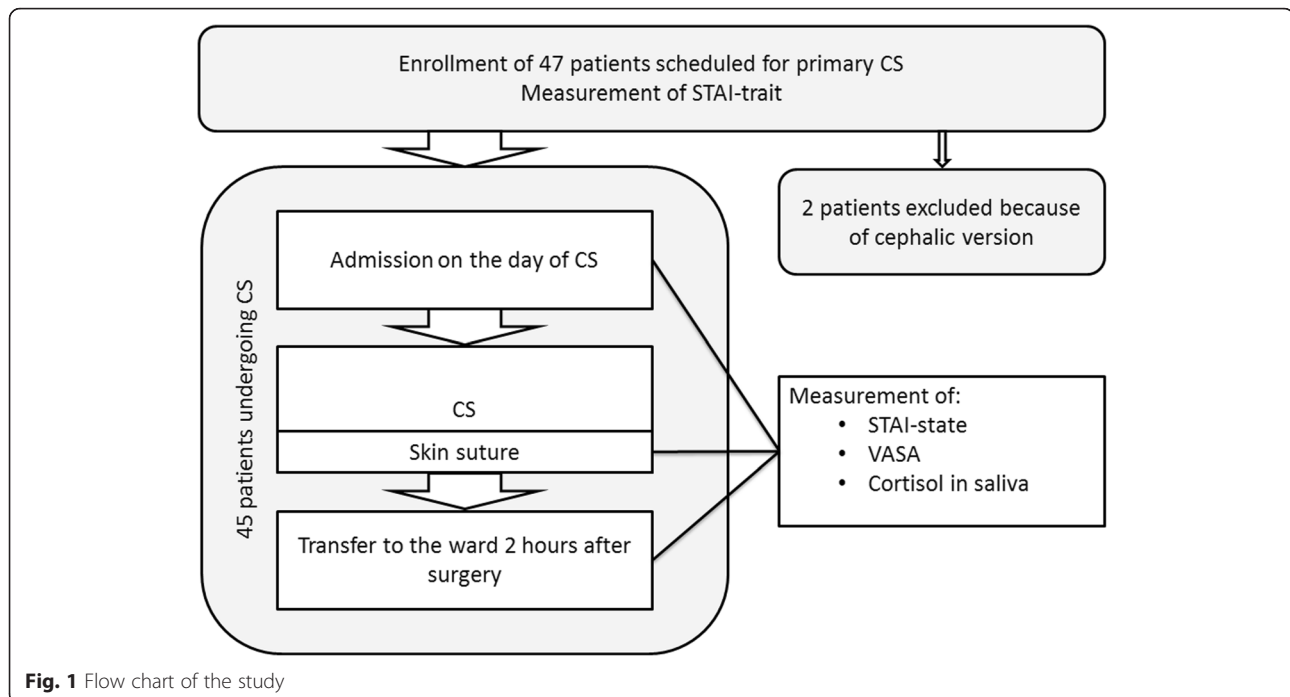 Enrollment of 47 patients scheduled for primary CS
Measurement of STAI-trait
2 patients excluded because
of cephalic version
45 patients undergoing CS
Admission on the day of CS
CS
Skin suture
Transfer to the ward 2 hours after
surgery
Measurement of:
• STAI-state
• VASA
• Cortisol in saliva
Fig. 1 Flow chart of the study